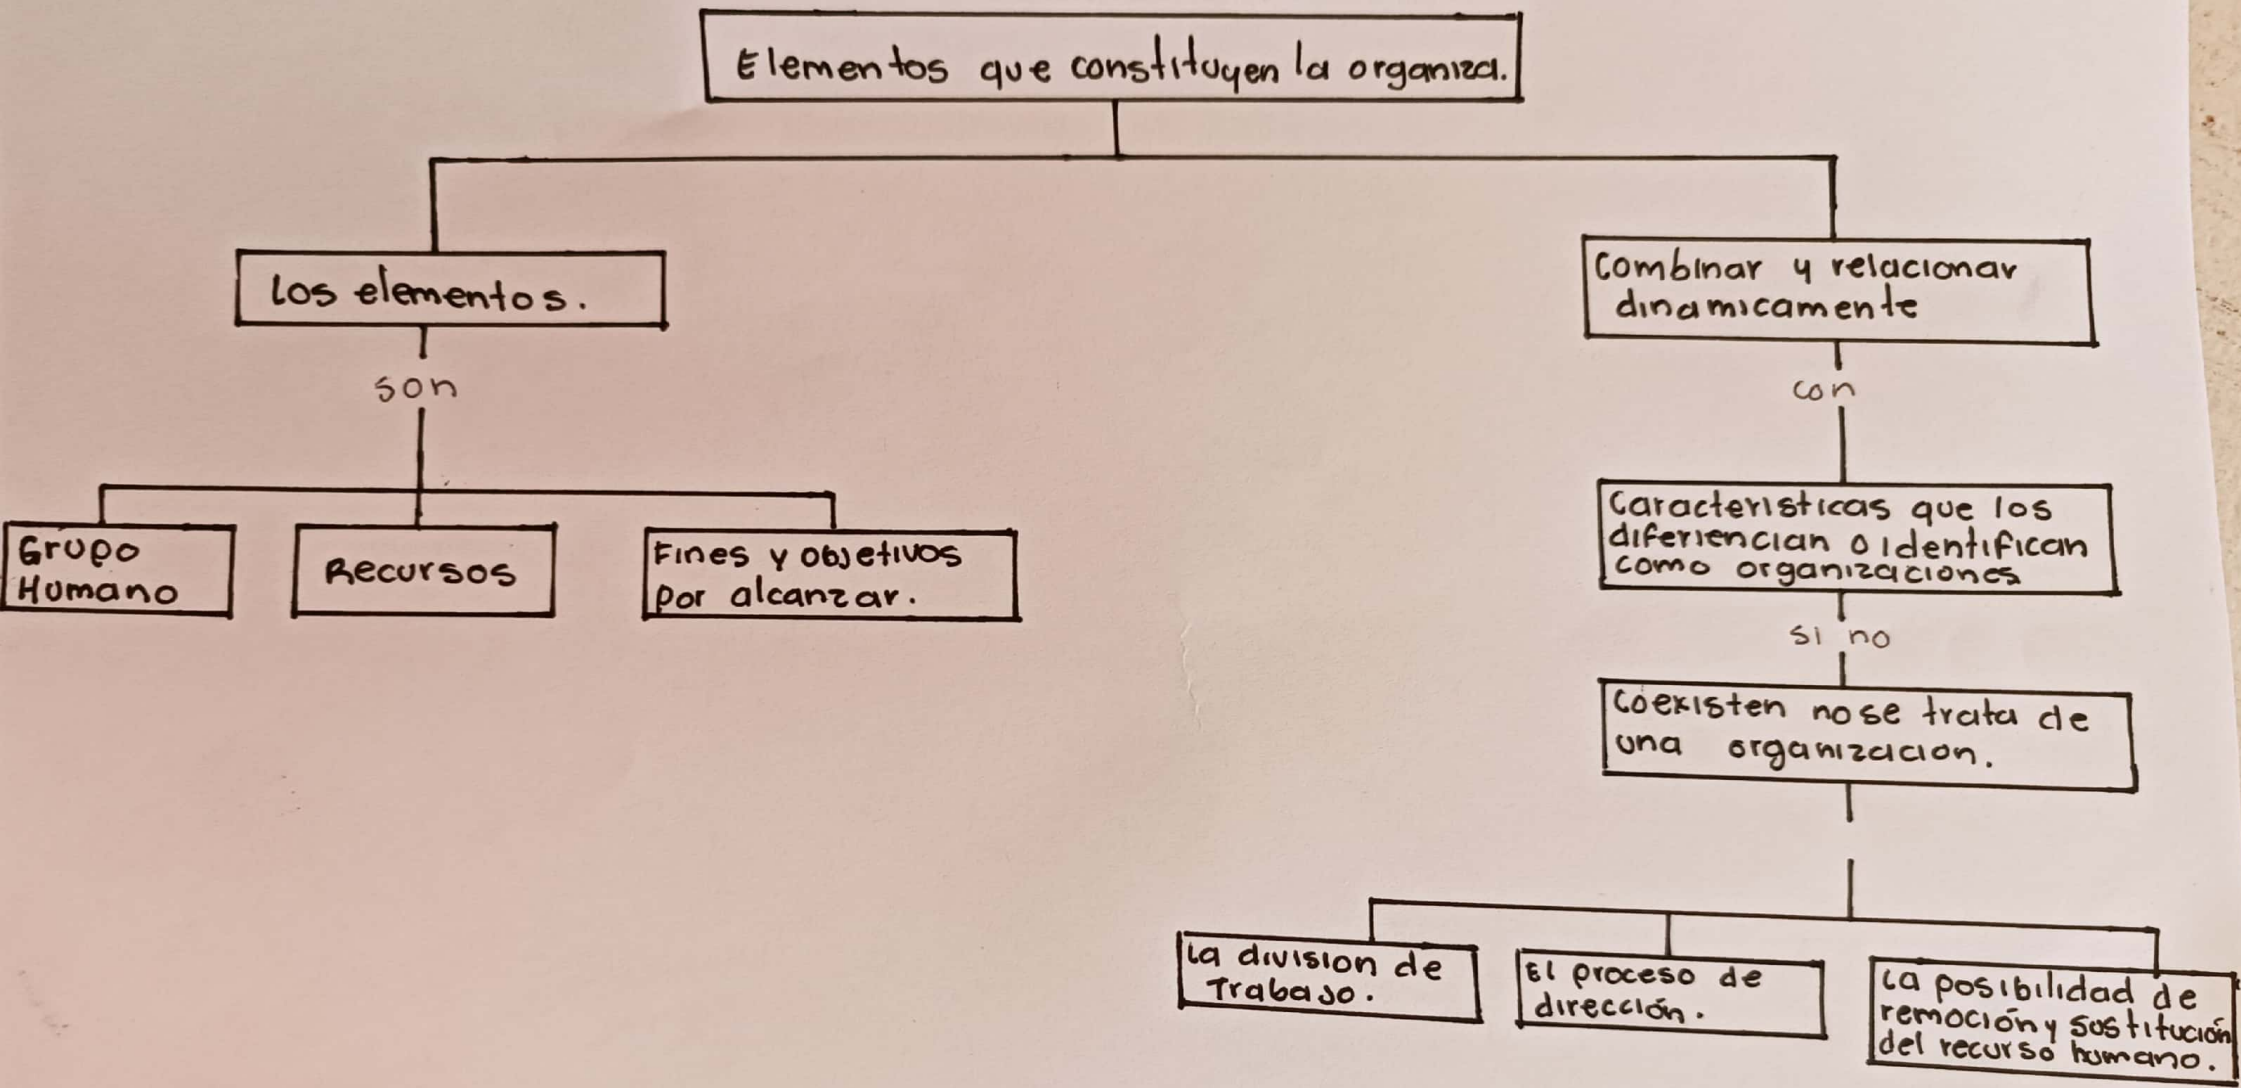 Elementos que constituyen la organiza.
Los elementos.
son
Grupo
Humano
Recursos
Fines y objetivos
por alcanzar.
Combinar y relacionar
dinamicamente
con
Caracteristicas que los
diferiencian o identifican
como organizaciones
si no
Coexisten no se trata de
una organizacion.
La division de
Trabajo.
El proceso de
dirección.
La posibilidad de
remoción y sustitución
del recurso humano.